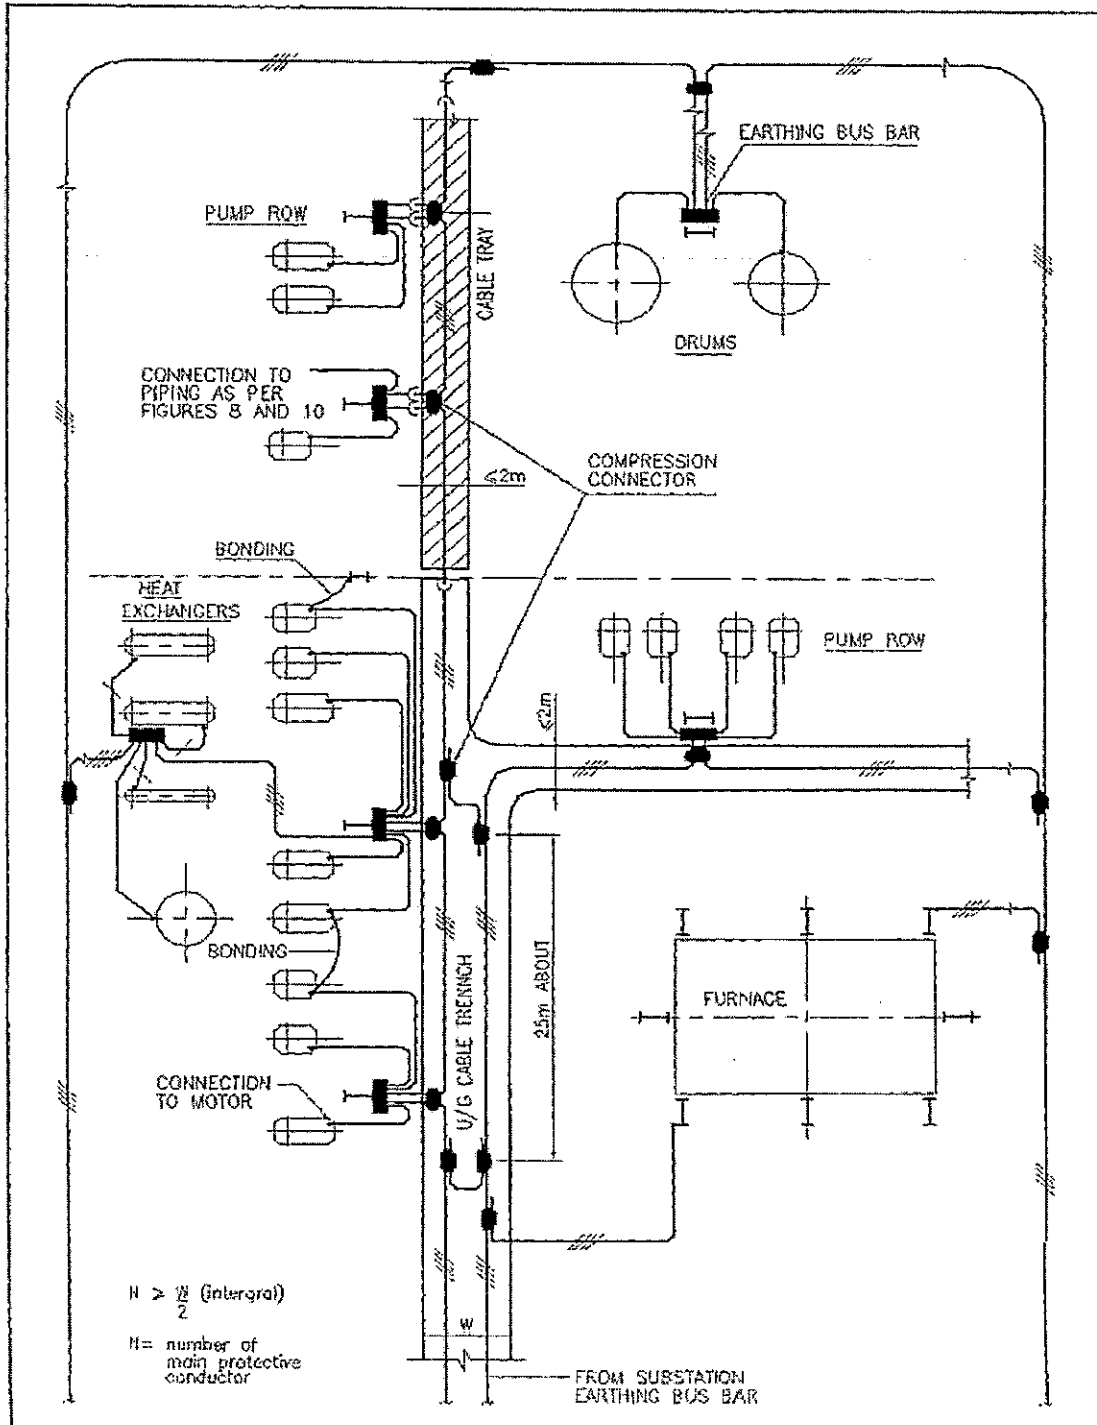 EARTHING BUS BAR
PUMP ROW
CABLE TRAY
DRUMS
CONNECTION TO
PIPING AS PER
FIGURES 8 AND 10
COMPRESSION
CONNECTOR
⩽2m
BONDING
HEAT
EXCHANGERS
PUMP ROW
⩽2m
BONDING
25m ABOUT
U/G CABLE TRENNCH
FURNACE
CONNECTION
TO MOTOR
N ⩾ W
2
(intergral)
N= number of
main protective
conductor
W
FROM SUBSTATION
EARTHING BUS BAR